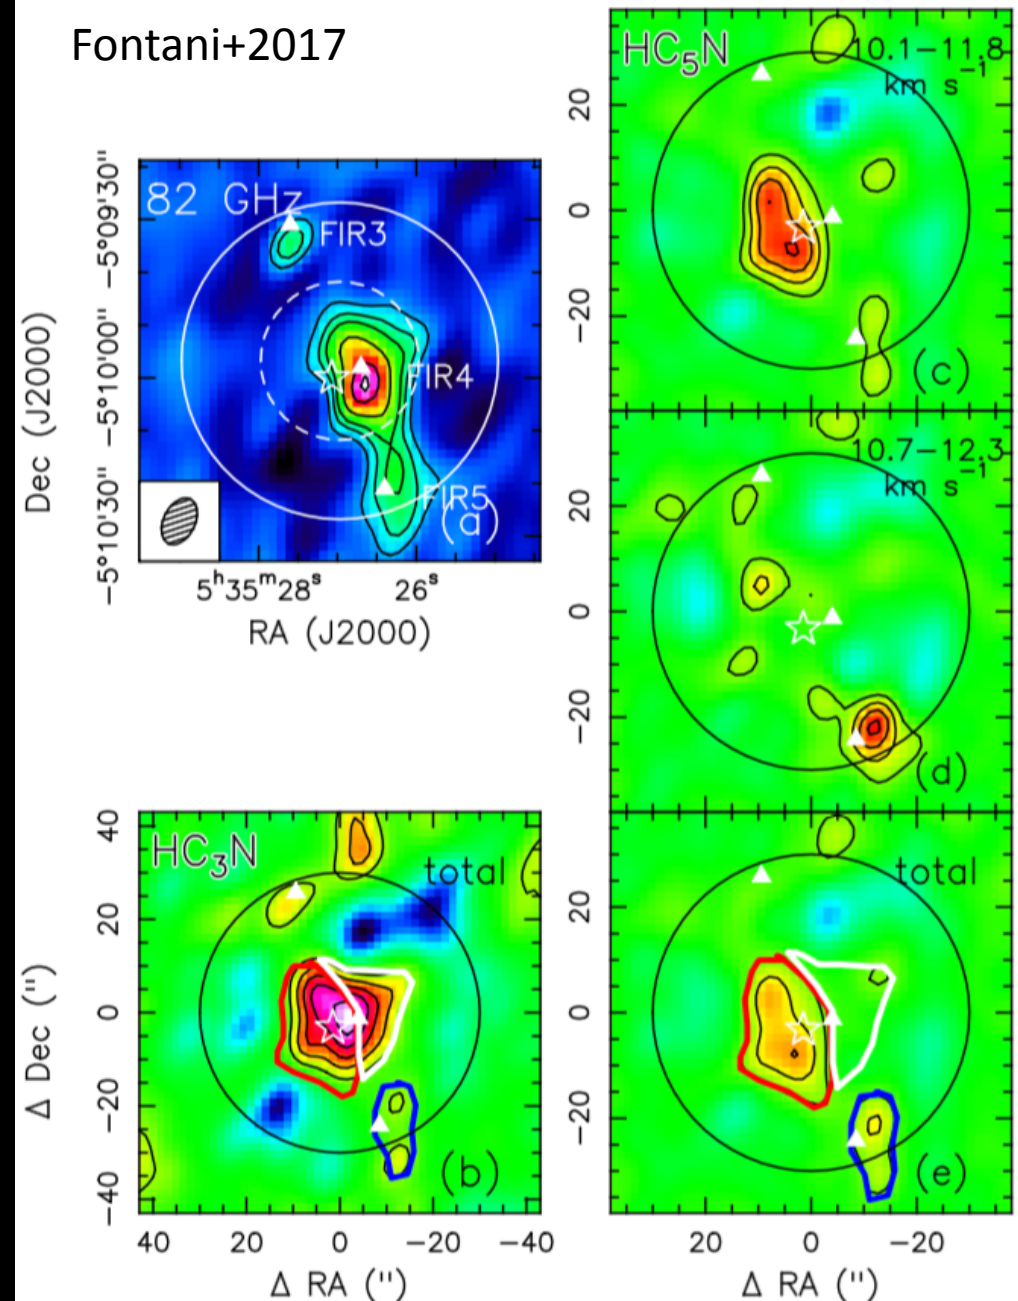 Fontani+2017
82 GHz
FIR3
FIR4
FIR5
(a)
-5°09'30"
-5°10'00"
-5°10'30"
Dec (J2000)
5ʰ35ᵐ28ˢ
26ˢ
RA (J2000)
HC₃N
total
(b)
40
20
0
-20
-40
Δ Dec (")
40
20
0
-20
-40
Δ RA (")
HC₅N
10.1-11.8
km s⁻¹
(c)
20
0
-20
10.7-12.3
km s⁻¹
(d)
20
0
-20
total
(e)
20
0
-20
20
0
-20
Δ RA (")